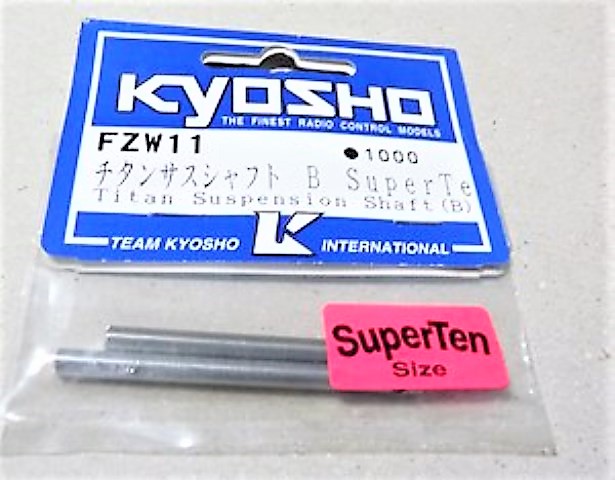 KYOSHO
THE FINEST RADIO CONTROL MODELS
FZW11 ●1000
チタンサスシャフト B SuperTe
Titan Suspension Shaft(B)
TEAM KYOSHO K INTERNATIONAL
SuperTen
Size